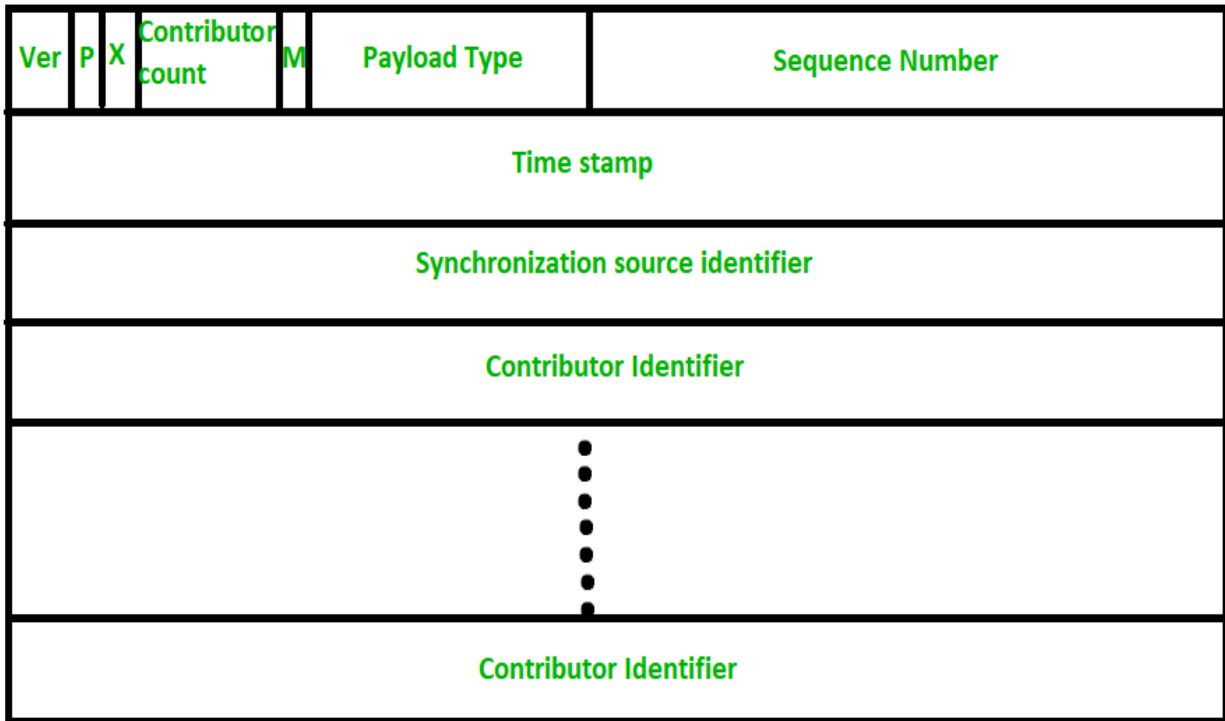 Ver P X Contributor count M Payload Type Sequence Number
Time stamp
Synchronization source identifier
Contributor Identifier
Contributor Identifier